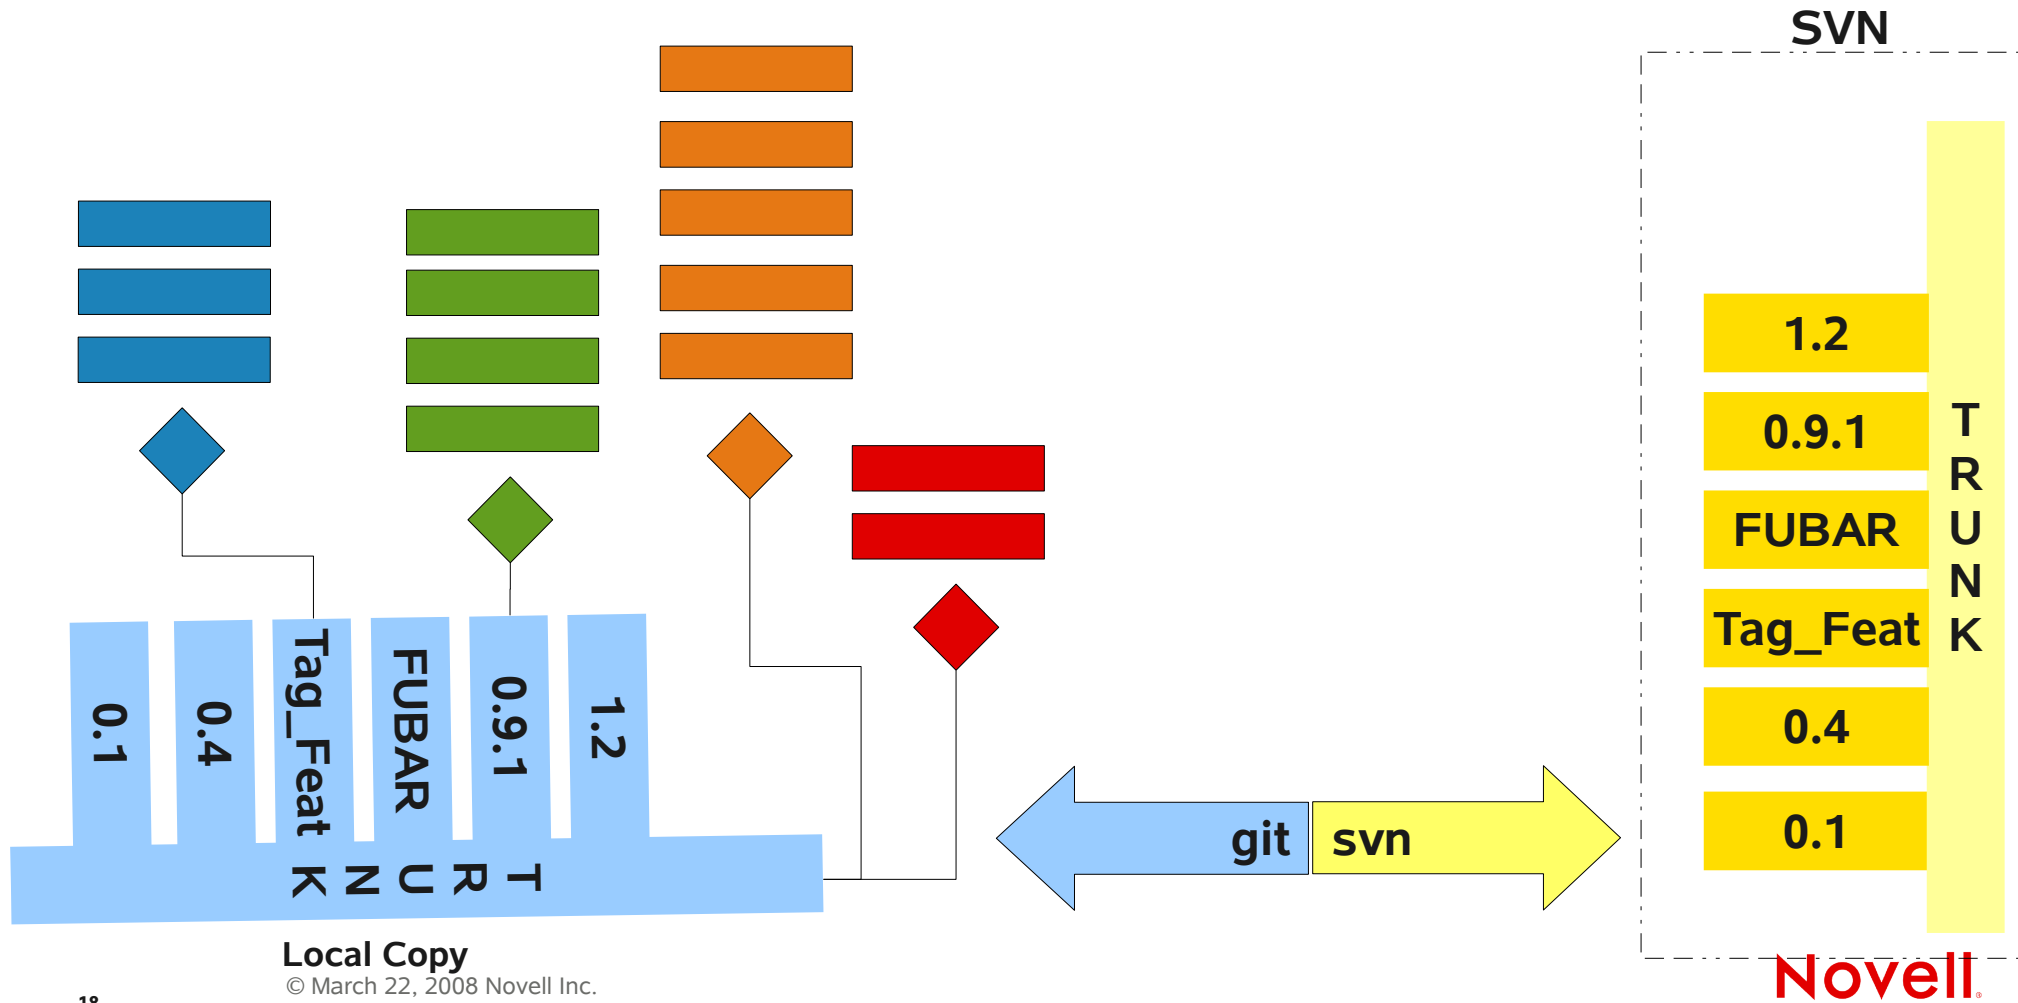 SVN
1.2
0.9.1
FUBAR
Tag_Feat
0.4
0.1
TRUNK
0.1
0.4
Tag_Feat
FUBAR
0.9.1
1.2
TRUNK
git svn
Local Copy
© March 22, 2008 Novell Inc.
18
Novell®